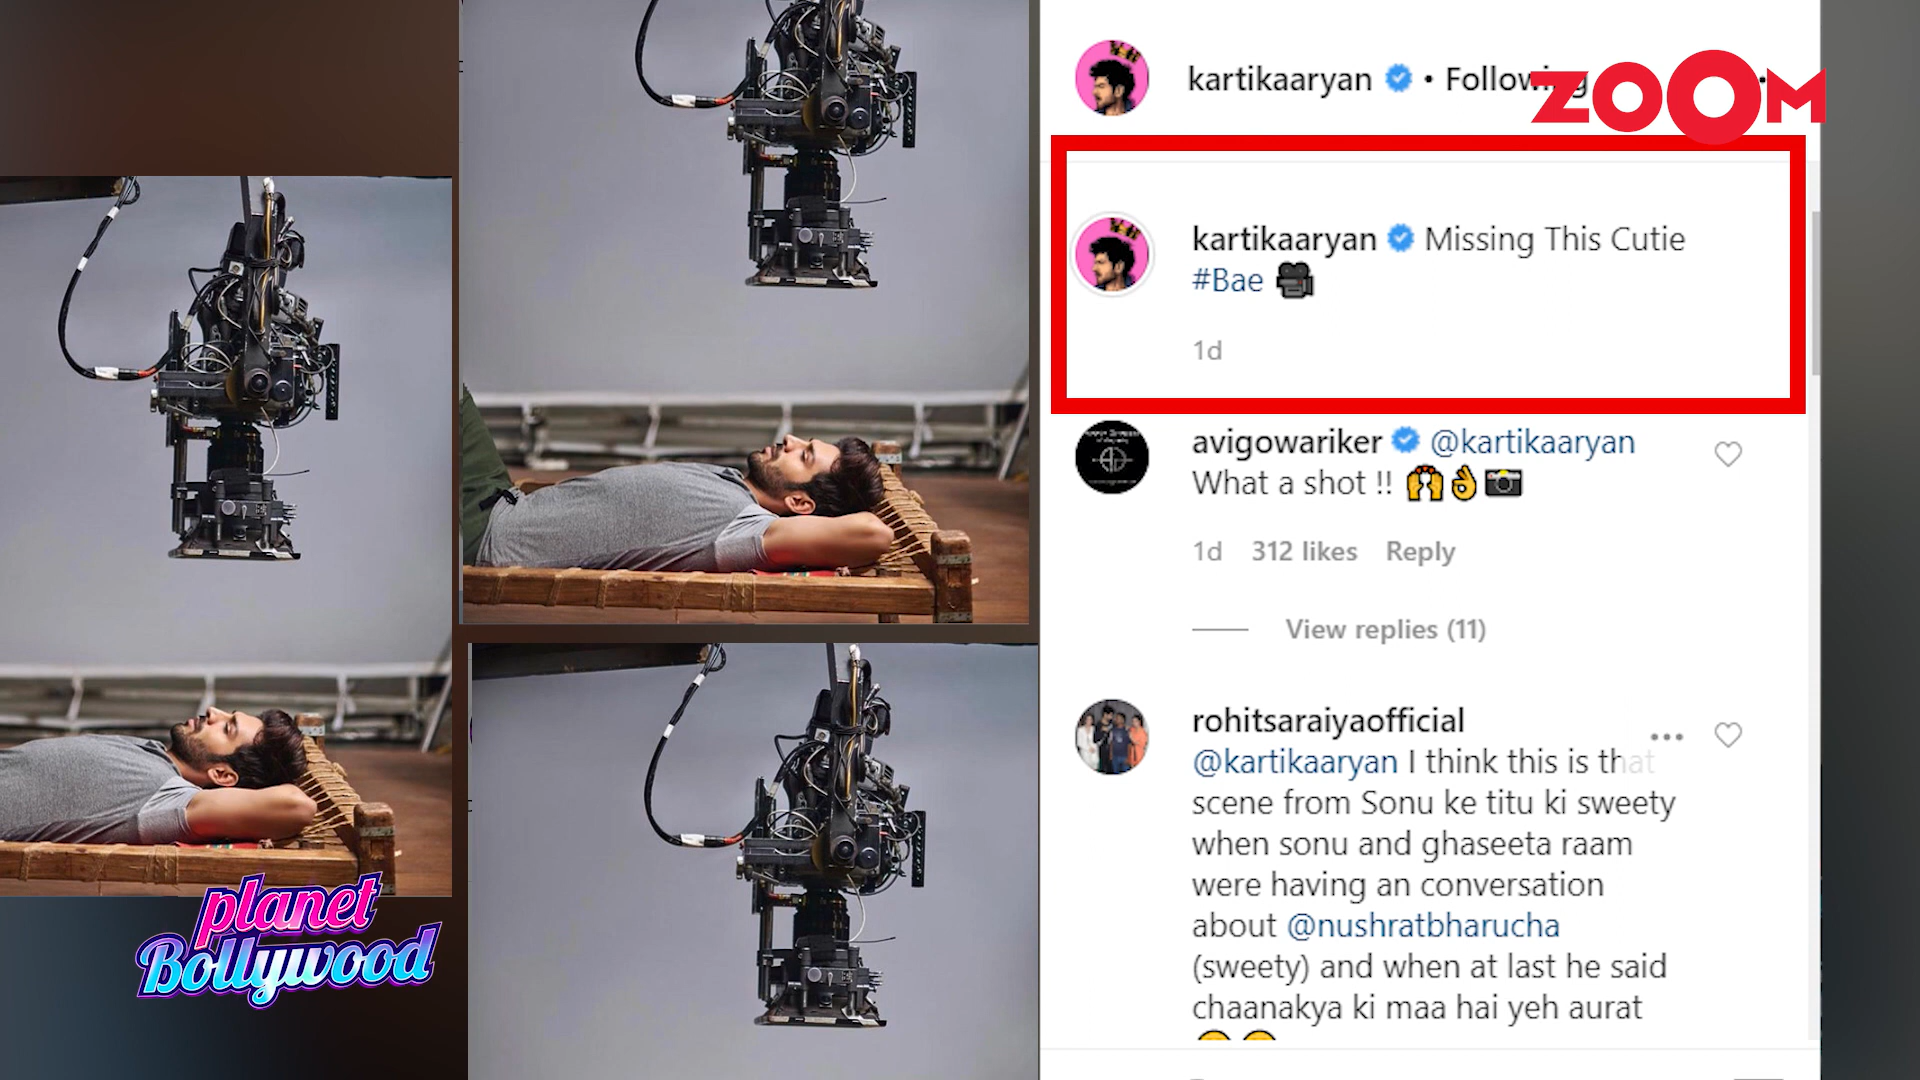 kartikaaryan • Following
ZOOM
kartikaaryan Missing This Cutie
#Bae 🎥
1d
avigowariker @kartikaaryan
What a shot !! 🙌👌📷
1d 312 likes Reply
View replies (11)
rohitsaraiyaofficial
@kartikaaryan I think this is that
scene from Sonu ke titu ki sweety
when sonu and ghaseeta raam
were having an conversation
about @nushratbharucha
(sweety) and when at last he said
chaanakya ki maa hai yeh aurat
planet
Bollywood